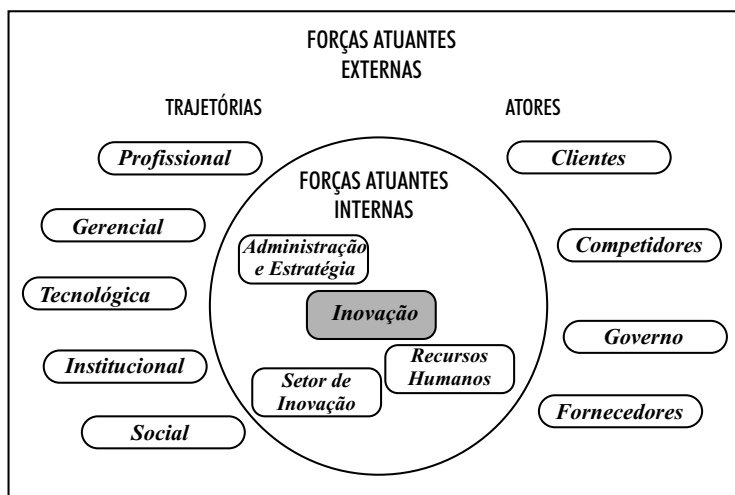 FORÇAS ATUANTES
EXTERNAS
TRAJETÓRIAS
ATORES
Profissional
Gerencial
Tecnológica
Institucional
Social
FORÇAS ATUANTES
INTERNAS
Administração
e Estratégia
Inovação
Recursos
Humanos
Setor de
Inovação
Clientes
Competidores
Governo
Fornecedores